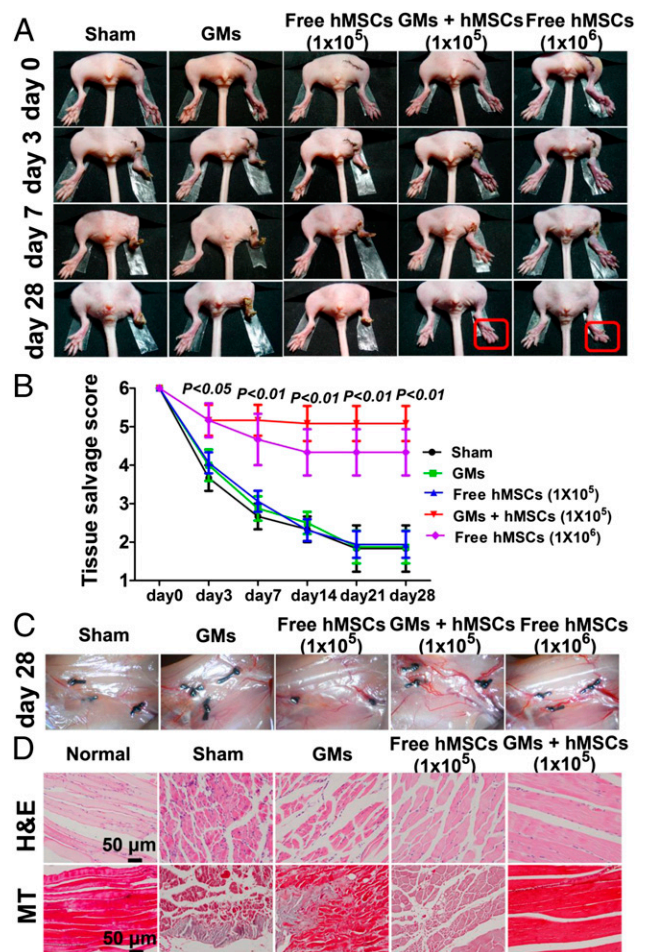 A
Sham GMs Free hMSCs (1x10⁵) GMs + hMSCs (1x10⁵) Free hMSCs (1x10⁶)
day 0
day 3
day 7
day 28
B
Tissue salvage score
6
5
4
3
2
1
P<0.05 P<0.01 P<0.01 P<0.01 P<0.01
day0 day3 day7 day14 day21 day28
Sham
GMs
Free hMSCs (1X10⁵)
GMs + hMSCs (1X10⁵)
Free hMSCs (1X10⁶)
C
Sham GMs Free hMSCs (1x10⁵) GMs + hMSCs (1x10⁵) Free hMSCs (1x10⁶)
day 28
D
Normal Sham GMs Free hMSCs (1x10⁵) GMs + hMSCs (1x10⁵)
H&E
50 µm
MT
50 µm